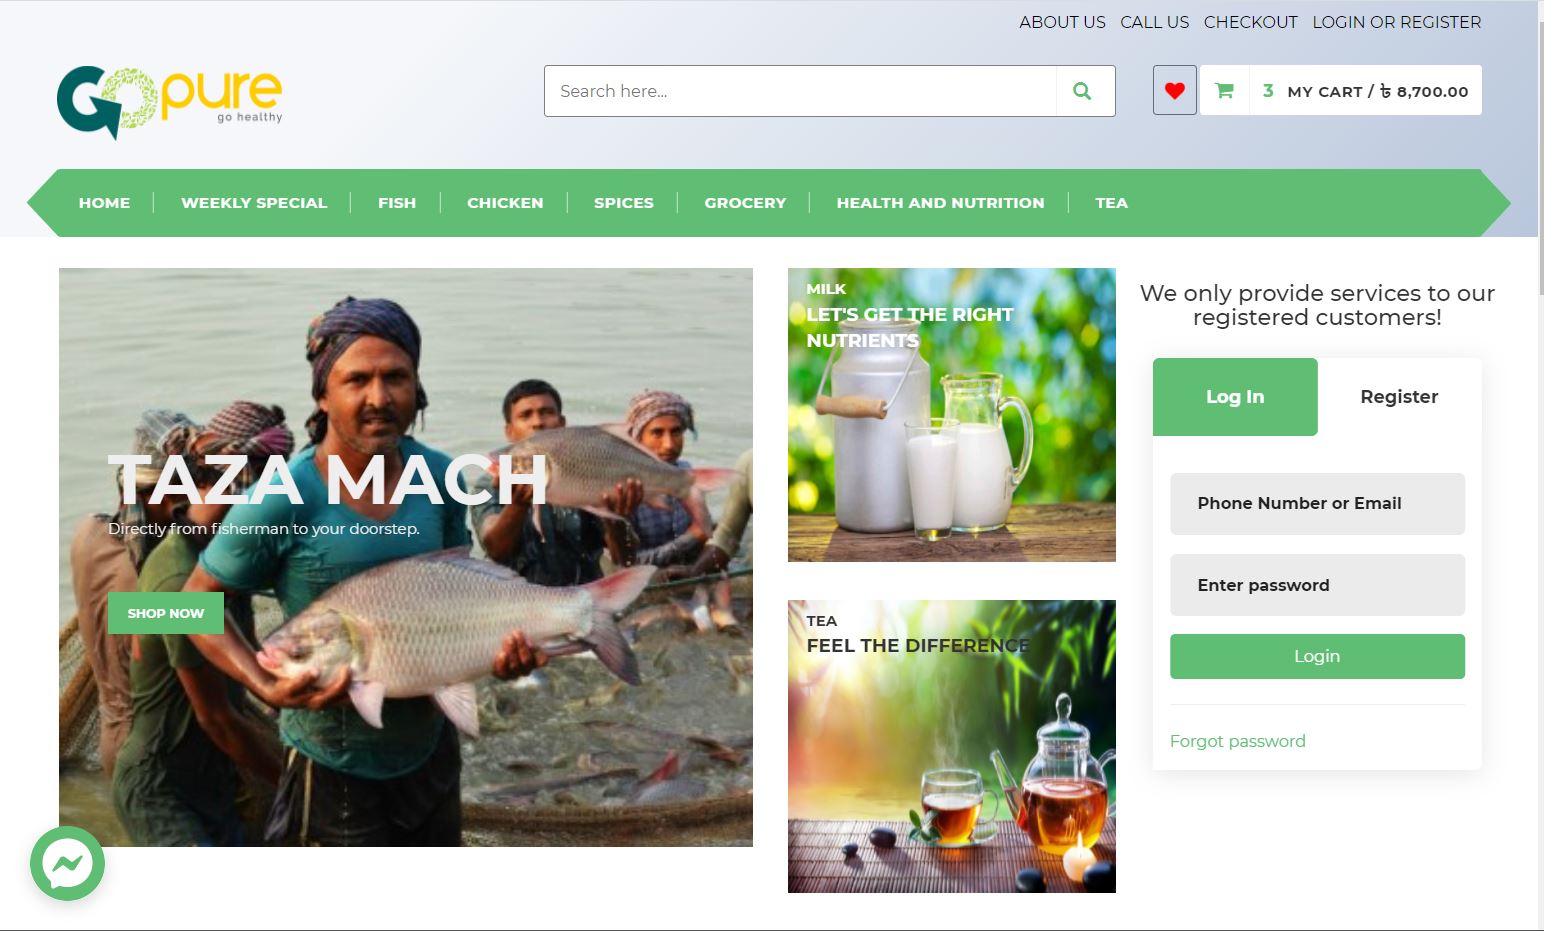 ABOUT US CALL US CHECKOUT LOGIN OR REGISTER
GOpure
go healthy
Search here...
3 MY CART / ৳ 8,700.00
HOME WEEKLY SPECIAL FISH CHICKEN SPICES GROCERY HEALTH AND NUTRITION TEA
TAZA MACH
Directly from fisherman to your doorstep.
SHOP NOW
MILK
LET'S GET THE RIGHT
NUTRIENTS
TEA
FEEL THE DIFFERENCE
We only provide services to our
registered customers!
Log In Register
Phone Number or Email
Enter password
Login
Forgot password